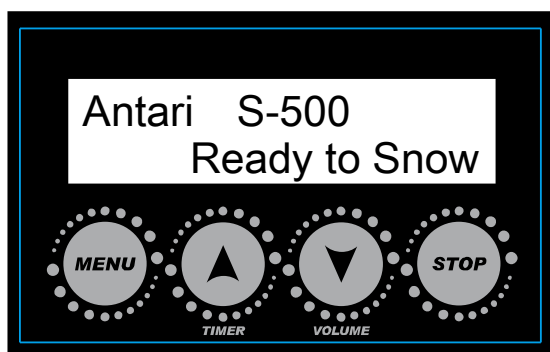 Antari S-500
Ready to Snow
MENU
STOP
TIMER
VOLUME